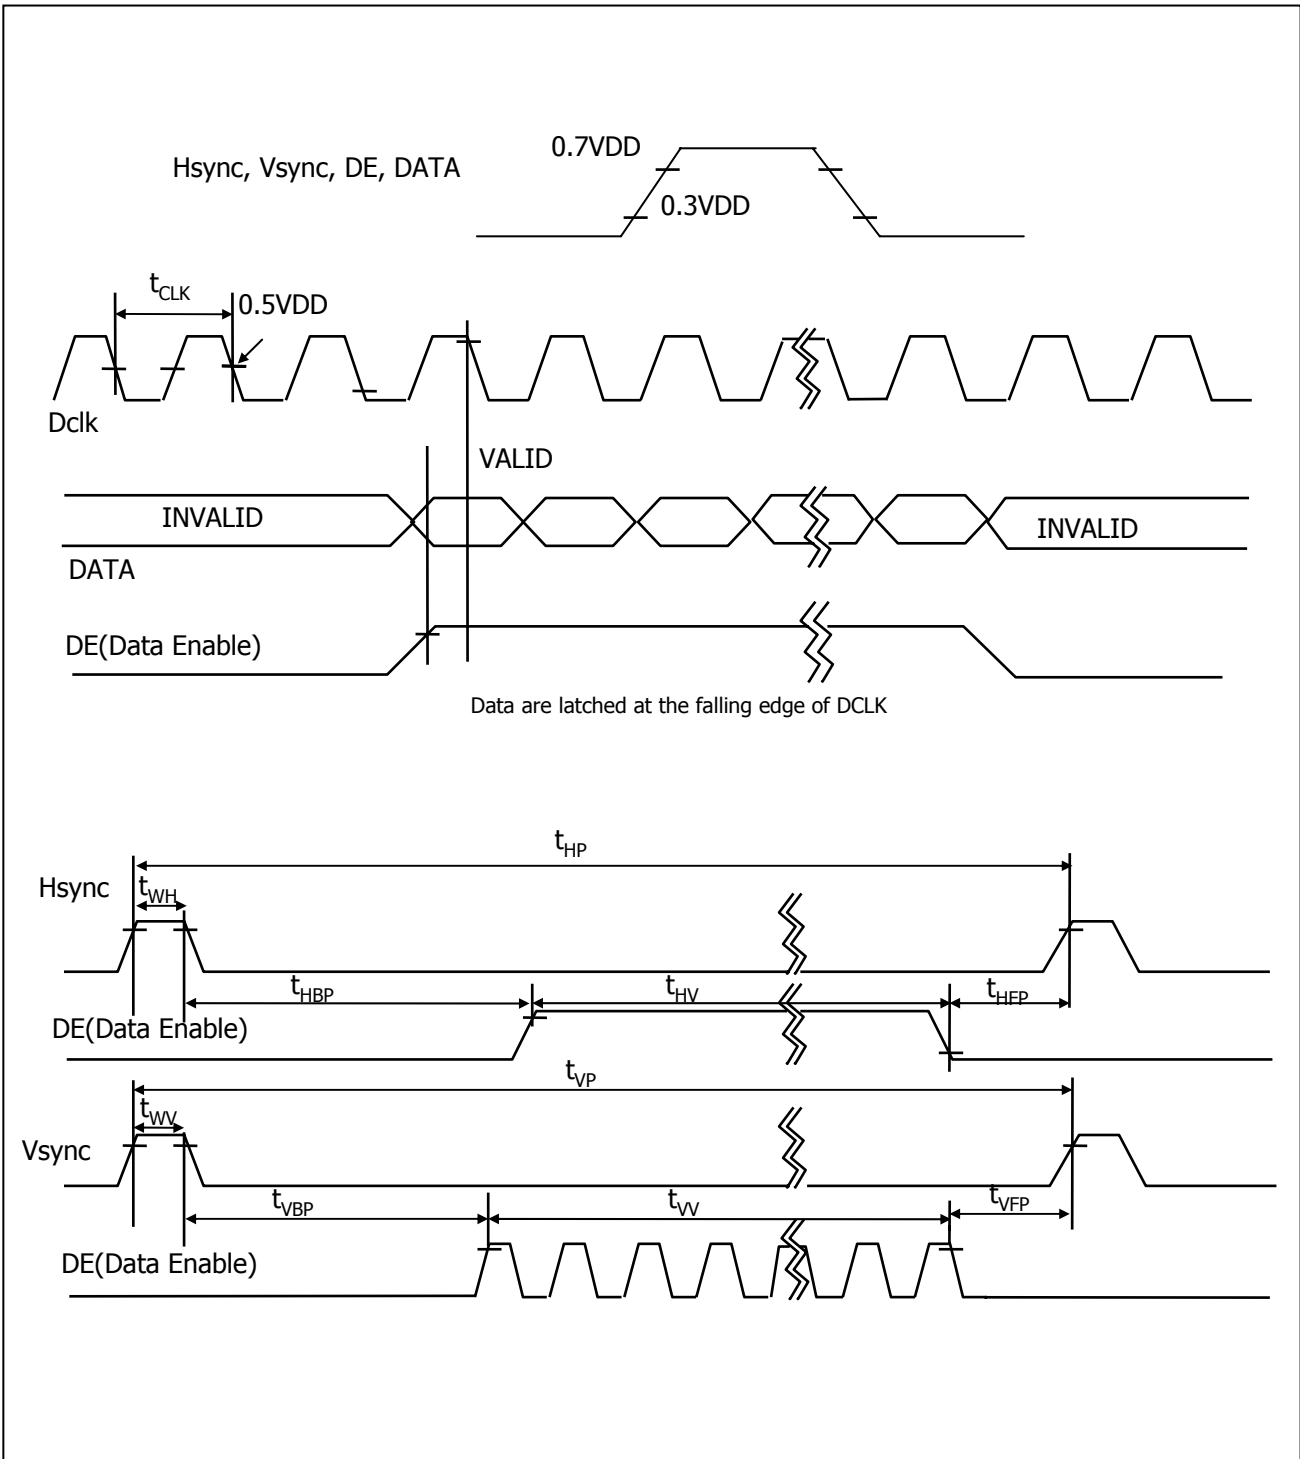 0.7VDD
Hsync, Vsync, DE, DATA
0.3VDD
tCLK
0.5VDD
Dclk
VALID
INVALID
INVALID
DATA
DE(Data Enable)
Data are latched at the falling edge of DCLK
tHP
Hsync
tWH
tHBP
tHV
tHFP
DE(Data Enable)
tVP
tWV
Vsync
tVBP
tVV
tVFP
DE(Data Enable)